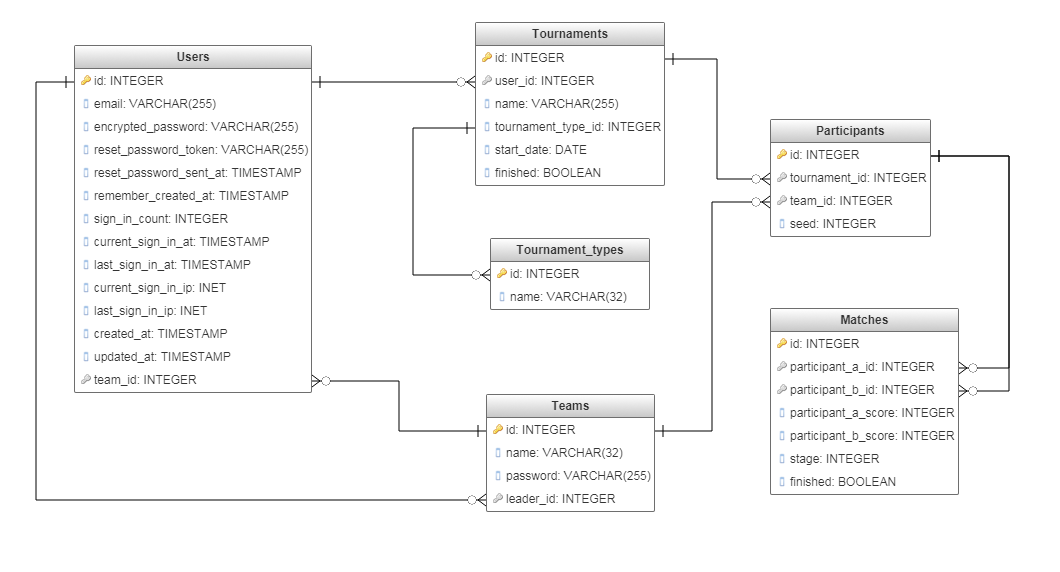 Users
id: INTEGER
email: VARCHAR(255)
encrypted_password: VARCHAR(255)
reset_password_token: VARCHAR(255)
reset_password_sent_at: TIMESTAMP
remember_created_at: TIMESTAMP
sign_in_count: INTEGER
current_sign_in_at: TIMESTAMP
last_sign_in_at: TIMESTAMP
current_sign_in_ip: INET
last_sign_in_ip: INET
created_at: TIMESTAMP
updated_at: TIMESTAMP
team_id: INTEGER
Tournaments
id: INTEGER
user_id: INTEGER
name: VARCHAR(255)
tournament_type_id: INTEGER
start_date: DATE
finished: BOOLEAN
Tournament_types
id: INTEGER
name: VARCHAR(32)
Teams
id: INTEGER
name: VARCHAR(32)
password: VARCHAR(255)
leader_id: INTEGER
Participants
id: INTEGER
tournament_id: INTEGER
team_id: INTEGER
seed: INTEGER
Matches
id: INTEGER
participant_a_id: INTEGER
participant_b_id: INTEGER
participant_a_score: INTEGER
participant_b_score: INTEGER
stage: INTEGER
finished: BOOLEAN